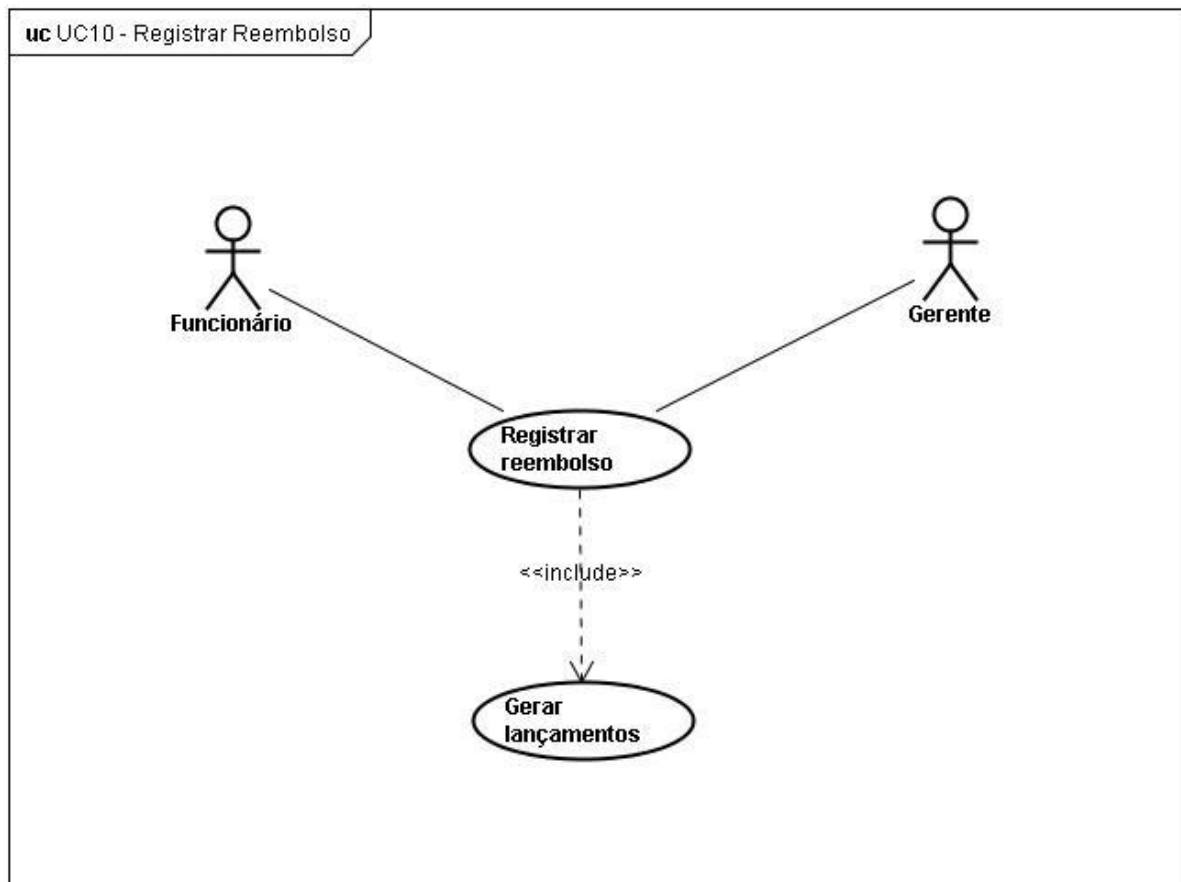 uc UC10 - Registrar Reembolso
Funcionário
Gerente
Registrar
reembolso
<<include>>
Gerar
lançamentos